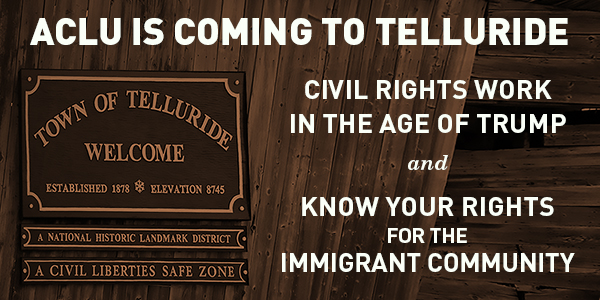 ACLU IS COMING TO TELLURIDE
TOWN OF TELLURIDE
WELCOME
ESTABLISHED 1878 ❄ ELEVATION 8745
A NATIONAL HISTORIC LANDMARK DISTRICT
A CIVIL LIBERTIES SAFE ZONE
CIVIL RIGHTS WORK
IN THE AGE OF TRUMP
and
KNOW YOUR RIGHTS
FOR THE
IMMIGRANT COMMUNITY